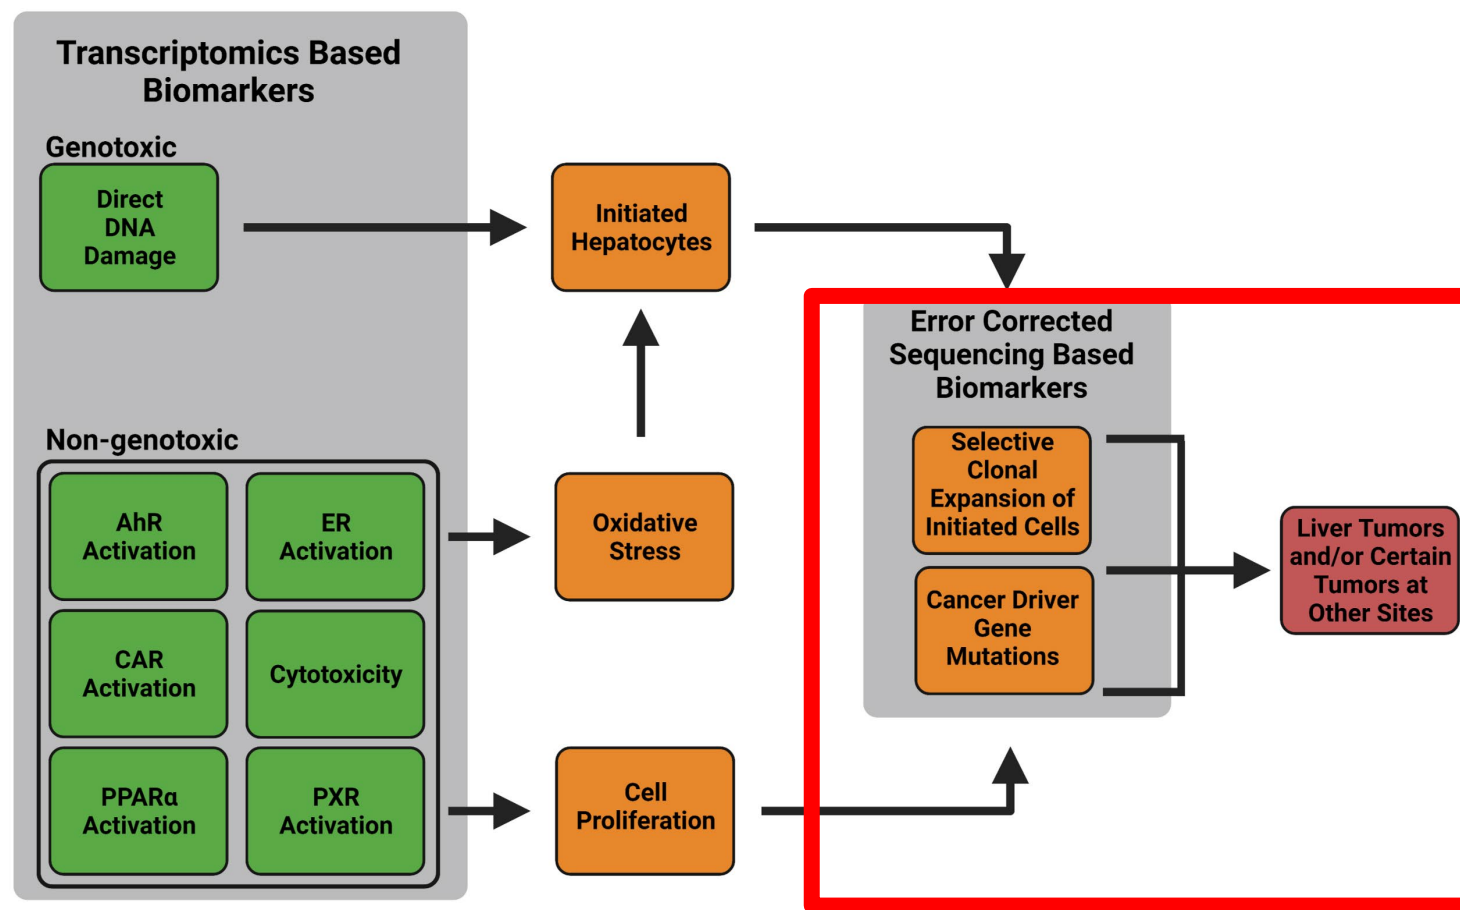 Transcriptomics Based
Biomarkers
Genotoxic
Direct
DNA
Damage
Initiated
Hepatocytes
Non-genotoxic
AhR
Activation
ER
Activation
CAR
Activation
Cytotoxicity
PPARα
Activation
PXR
Activation
Oxidative
Stress
Cell
Proliferation
Error Corrected
Sequencing Based
Biomarkers
Selective
Clonal
Expansion of
Initiated Cells
Cancer Driver
Gene
Mutations
Liver Tumors
and/or Certain
Tumors at
Other Sites